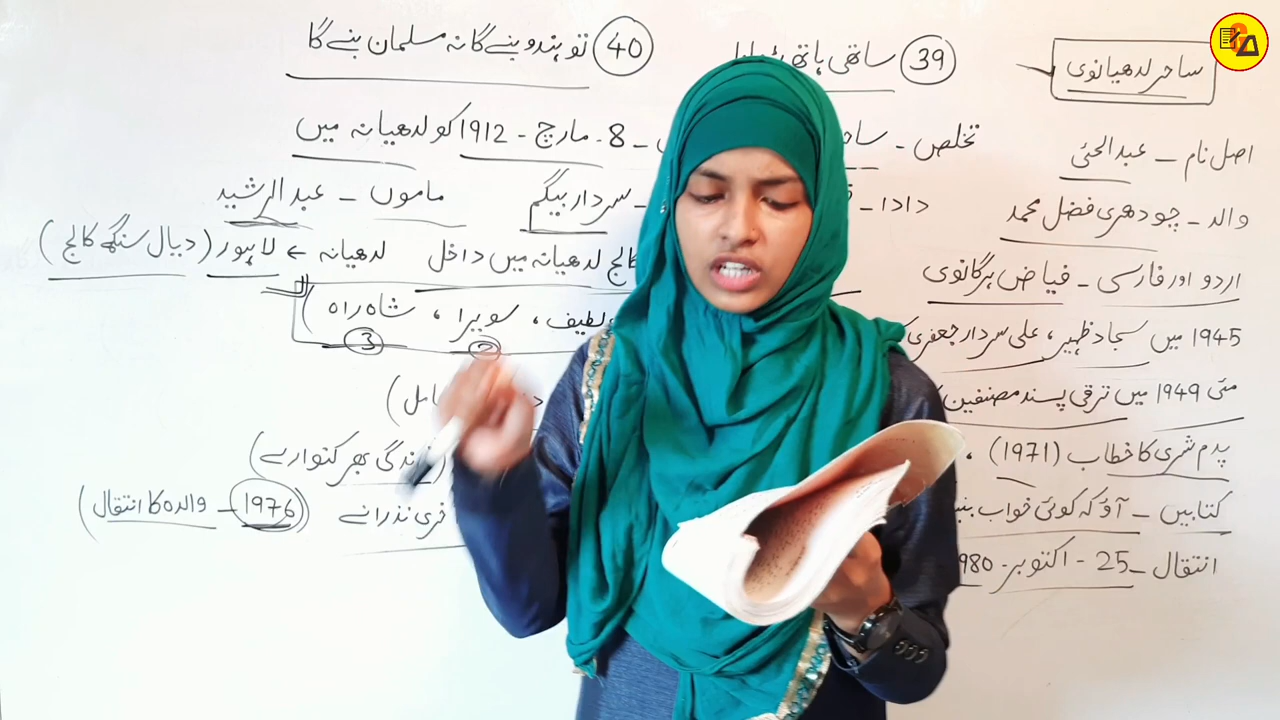 ساحر لدھیانوی
39 ساتھی ہاتھ
40 تو ہندو بنے گا نہ مسلمان بنے گا
اصل نام _ عبدالحئی
تخلص - ساحر _ 8 - مارچ - 1912 کو لدھیانہ میں
والد _ چودھری فضل محمد
دادا _ سردار بیگم ماموں _ عبدالرشید
اردو اور فارسی _ فیاض ہرگانوی
کالج لدھیانہ میں داخل لدھیانہ ← لاہور (دیال سنگھ کالج)
1945 میں سجاد ظہیر، علی سردار جعفری
لطیف، سویرا، شاہ راہ)
2 3
مئی 1949 میں ترقی پسند مصنفین
پدم شری کا خطاب (1971)،
(زندگی بھر کنوارے)
کتابیں _ آؤ کہ کوئی خواب
نذرانے (1976 _ والدہ کا انتقال)
انتقال _ 25 - اکتوبر - 1980